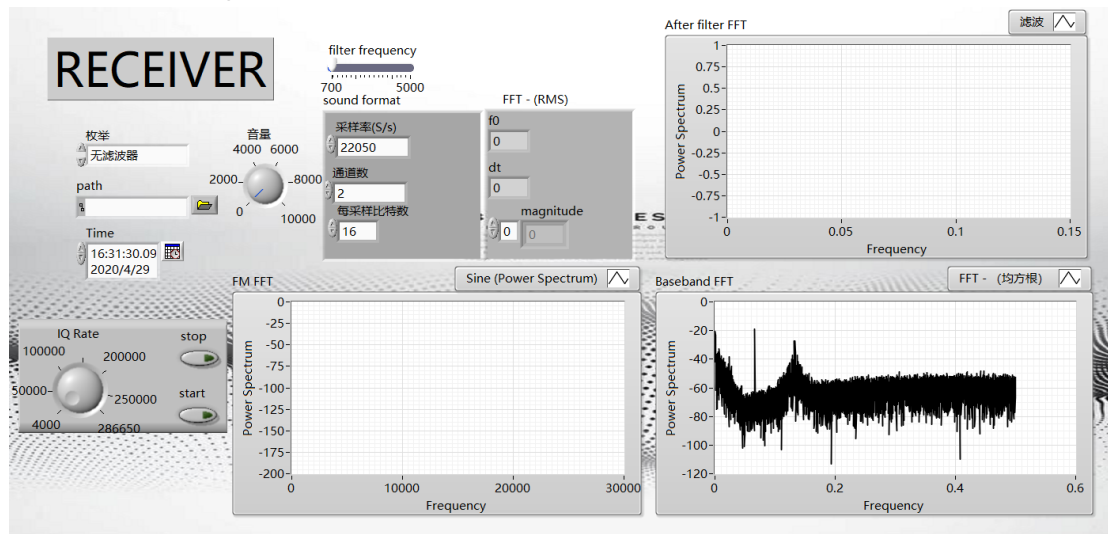 RECEIVER
filter frequency
700 5000
枚举
无滤波器
path
Time
16:31:30.09
2020/4/29
音量
4000 6000
2000 8000
0 10000
sound format
采样率(S/s)
22050
通道数
2
每采样比特数
16
FFT - (RMS)
f0
0
dt
0
magnitude
0 0
After filter FFT
滤波
Power Spectrum
1
0.75
0.5
0.25
0
-0.25
-0.5
-0.75
-1
0 0.05 0.1 0.15
Frequency
IQ Rate
100000 200000
50000 250000
4000 286650
stop
start
FM FFT
Sine (Power Spectrum)
Power Spectrum
0
-25
-50
-75
-100
-125
-150
-175
-200
0 10000 20000 30000
Frequency
Baseband FFT
FFT - (均方根)
Power Spectrum
0
-20
-40
-60
-80
-100
-120
0 0.2 0.4 0.6
Frequency